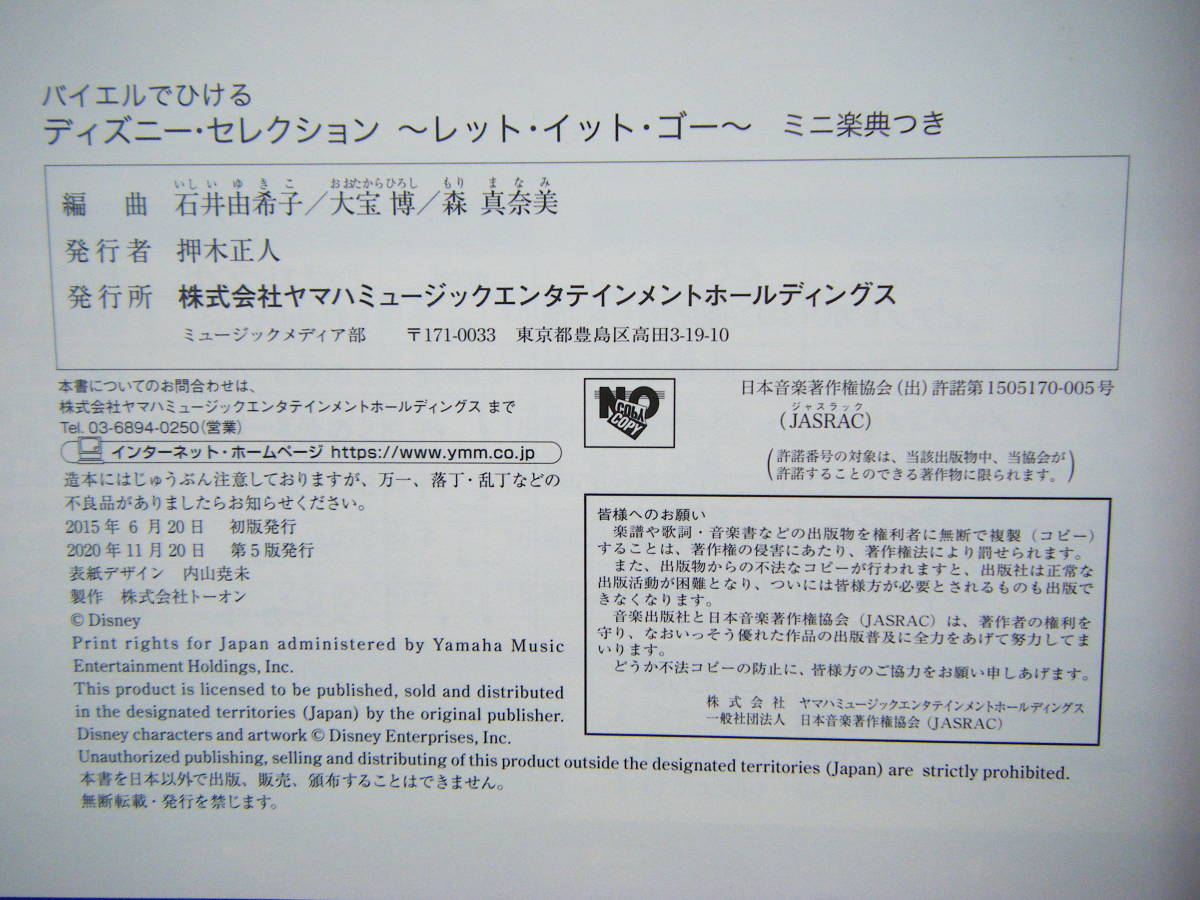 バイエルでひける
ディズニー・セレクション ～レット・イット・ゴー～ ミニ楽典つき
いしいゆきこ おおたからひろし もり まなみ
編曲 石井由希子／大宝 博／森 真奈美
発行者 押木正人
発行所 株式会社ヤマハミュージックエンタテインメントホールディングス
ミュージックメディア部 〒171-0033 東京都豊島区高田3-19-10
本書についてのお問合わせは、
株式会社ヤマハミュージックエンタテインメントホールディングス まで
Tel. 03-6894-0250（営業）
インターネット・ホームページ https://www.ymm.co.jp
造本にはじゅうぶん注意しておりますが、万一、落丁・乱丁などの
不良品がありましたらお知らせください。
2015年 6月20日 初版発行
2020年11月20日 第5版発行
表紙デザイン 内山尭未
製作 株式会社トーオン
© Disney
Print rights for Japan administered by Yamaha Music
Entertainment Holdings, Inc.
This product is licensed to be published, sold and distributed
in the designated territories (Japan) by the original publisher.
Disney characters and artwork © Disney Enterprises, Inc.
Unauthorized publishing, selling and distributing of this product outside the designated territories (Japan) are strictly prohibited.
本書を日本以外で出版、販売、頒布することはできません。
無断転載・発行を禁じます。
NO
COPY
日本音楽著作権協会（出）許諾第1505170-005号
ジャスラック
（JASRAC）
（許諾番号の対象は、当該出版物中、当協会が
許諾することのできる著作物に限られます。）
皆様へのお願い
楽譜や歌詞・音楽書などの出版物を権利者に無断で複製（コピー）
することは、著作権の侵害にあたり、著作権法により罰せられます。
また、出版物からの不法なコピーが行われますと、出版社は正常な
出版活動が困難となり、ついには皆様方が必要とされるものも出版で
きなくなります。
音楽出版社と日本音楽著作権協会（JASRAC）は、著作者の権利を
守り、なおいっそう優れた作品の出版普及に全力をあげて努力してま
いります。
どうか不法コピーの防止に、皆様方のご協力をお願い申しあげます。
株式会社 ヤマハミュージックエンタテインメントホールディングス
一般社団法人 日本音楽著作権協会（JASRAC）